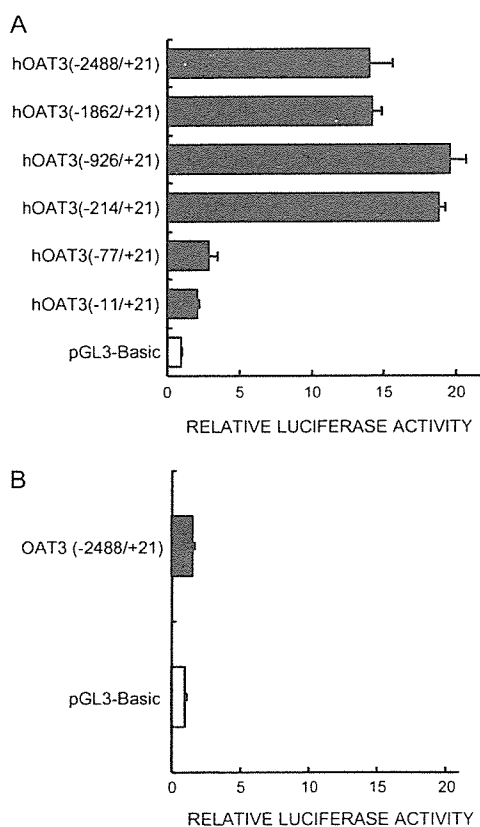 A
hOAT3(-2488/+21)
hOAT3(-1862/+21)
hOAT3(-926/+21)
hOAT3(-214/+21)
hOAT3(-77/+21)
hOAT3(-11/+21)
pGL3-Basic
0 5 10 15 20
RELATIVE LUCIFERASE ACTIVITY
B
OAT3 (-2488/+21)
pGL3-Basic
0 5 10 15 20
RELATIVE LUCIFERASE ACTIVITY